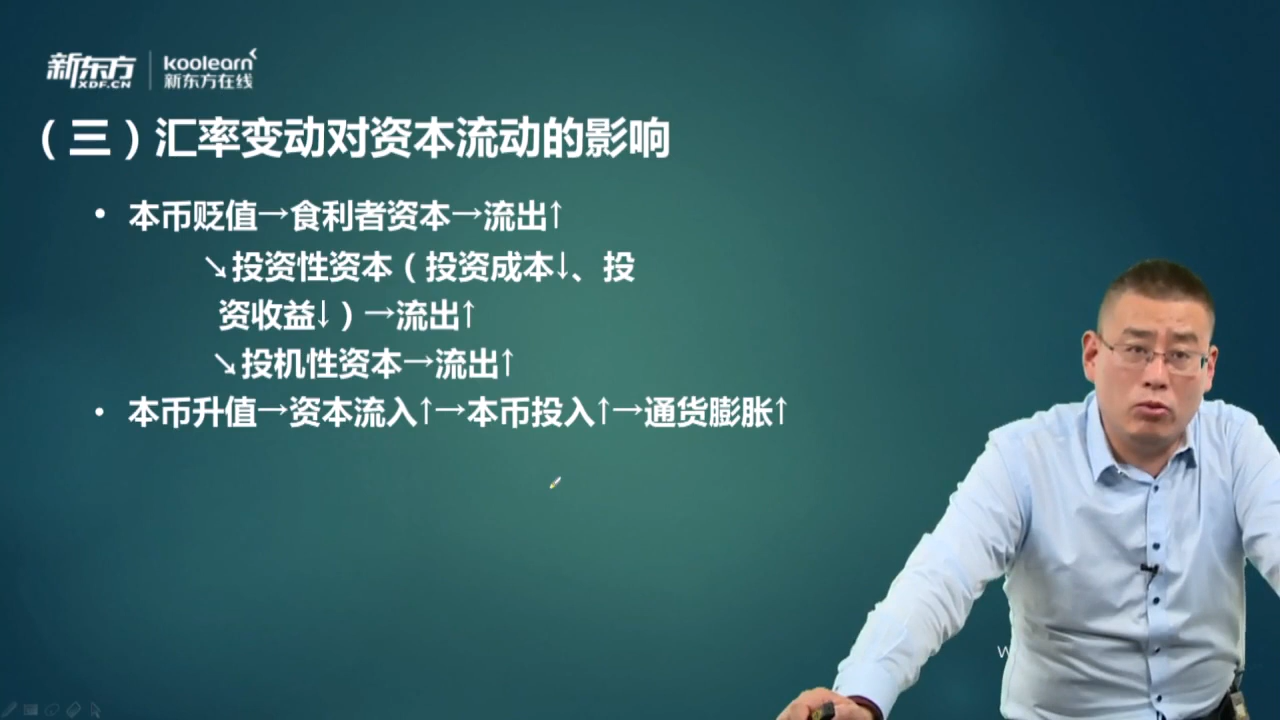 新东方 XDF.CN koolearn 新东方在线
（三）汇率变动对资本流动的影响
• 本币贬值→食利者资本→流出↑
↘投资性资本（投资成本↓、投
资收益↓）→流出↑
↘投机性资本→流出↑
• 本币升值→资本流入↑→本币投入↑→通货膨胀↑